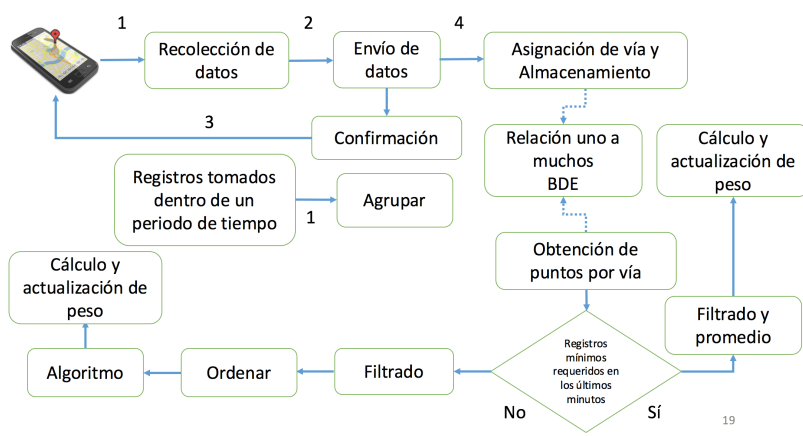 1
2
4
Recolección de
datos
Envío de
datos
Asignación de vía y
Almacenamiento
3
Confirmación
Relación uno a
muchos
BDE
Cálculo y
actualización de
peso
Registros tomados
dentro de un
periodo de tiempo
1
Agrupar
Obtención de
puntos por vía
Cálculo y
actualización de
peso
Filtrado y
promedio
Registros
mínimos
requeridos en
los últimos
minutos
Algoritmo
Ordenar
Filtrado
No
Sí
19